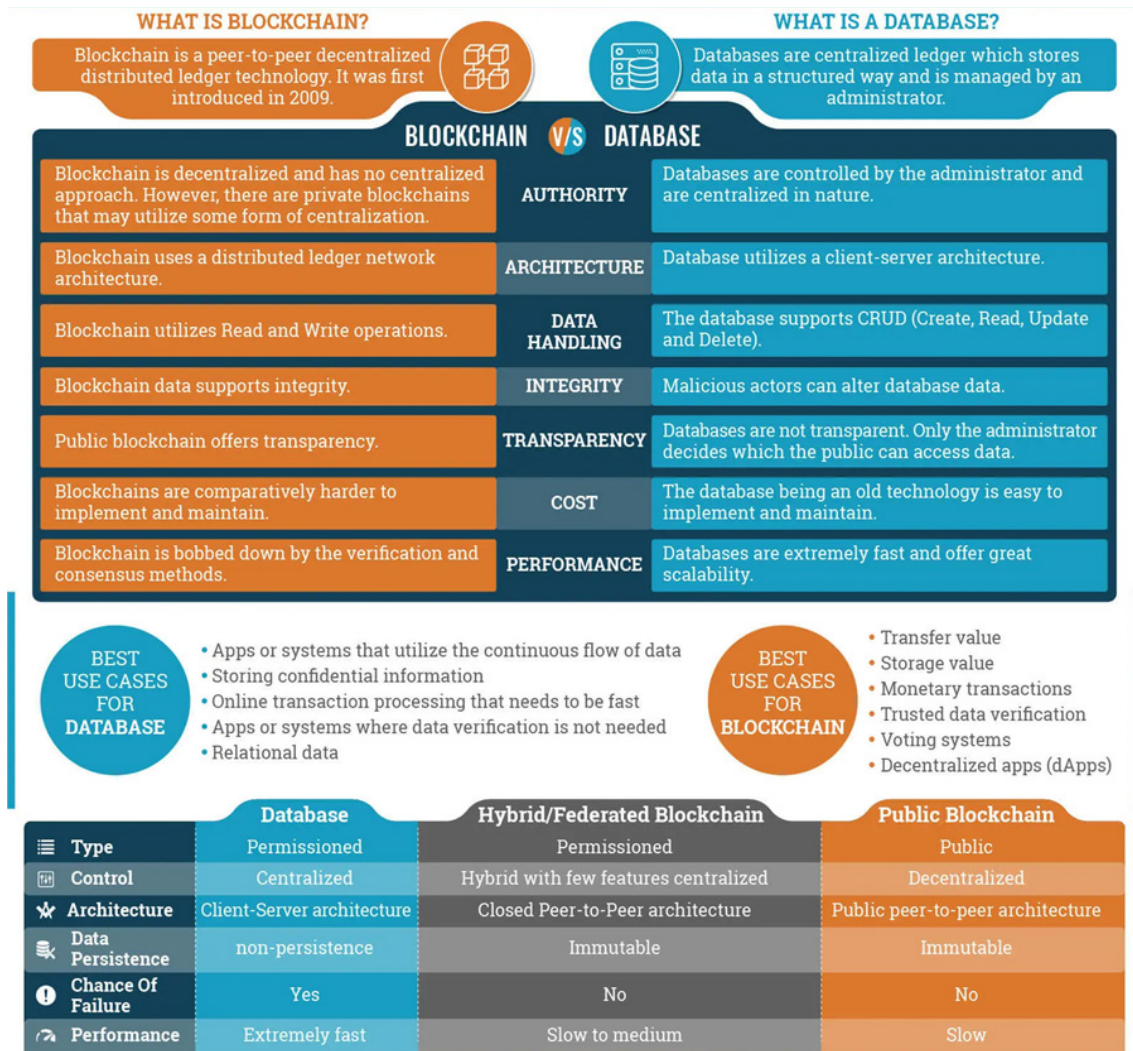 WHAT IS BLOCKCHAIN?
Blockchain is a peer-to-peer decentralized
distributed ledger technology. It was first
introduced in 2009.
WHAT IS A DATABASE?
Databases are centralized ledger which stores
data in a structured way and is managed by an
administrator.
BLOCKCHAIN V/S DATABASE
Blockchain is decentralized and has no centralized
approach. However, there are private blockchains
that may utilize some form of centralization.
AUTHORITY
Databases are controlled by the administrator and
are centralized in nature.
Blockchain uses a distributed ledger network
architecture.
ARCHITECTURE
Database utilizes a client-server architecture.
Blockchain utilizes Read and Write operations.
DATA
HANDLING
The database supports CRUD (Create, Read, Update
and Delete).
Blockchain data supports integrity.
INTEGRITY
Malicious actors can alter database data.
Public blockchain offers transparency.
TRANSPARENCY
Databases are not transparent. Only the administrator
decides which the public can access data.
Blockchains are comparatively harder to
implement and maintain.
COST
The database being an old technology is easy to
implement and maintain.
Blockchain is bobbed down by the verification and
consensus methods.
PERFORMANCE
Databases are extremely fast and offer great
scalability.
BEST
USE CASES
FOR
DATABASE
• Apps or systems that utilize the continuous flow of data
• Storing confidential information
• Online transaction processing that needs to be fast
• Apps or systems where data verification is not needed
• Relational data
BEST
USE CASES
FOR
BLOCKCHAIN
• Transfer value
• Storage value
• Monetary transactions
• Trusted data verification
• Voting systems
• Decentralized apps (dApps)
Database Hybrid/Federated Blockchain Public Blockchain
Type Permissioned Permissioned Public
Control Centralized Hybrid with few features centralized Decentralized
Architecture Client-Server architecture Closed Peer-to-Peer architecture Public peer-to-peer architecture
Data
Persistence non-persistence Immutable Immutable
Chance Of
Failure Yes No No
Performance Extremely fast Slow to medium Slow